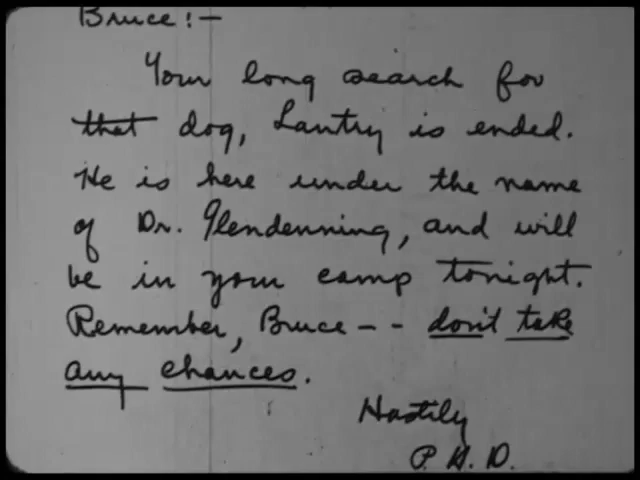 Bruce:—
Your long search for
that dog, Lantry is ended.
He is here under the name
of Dr. Glendenning, and will
be in your camp tonight.
Remember, Bruce -- don't take
any chances.
Hastily
P. H. D.